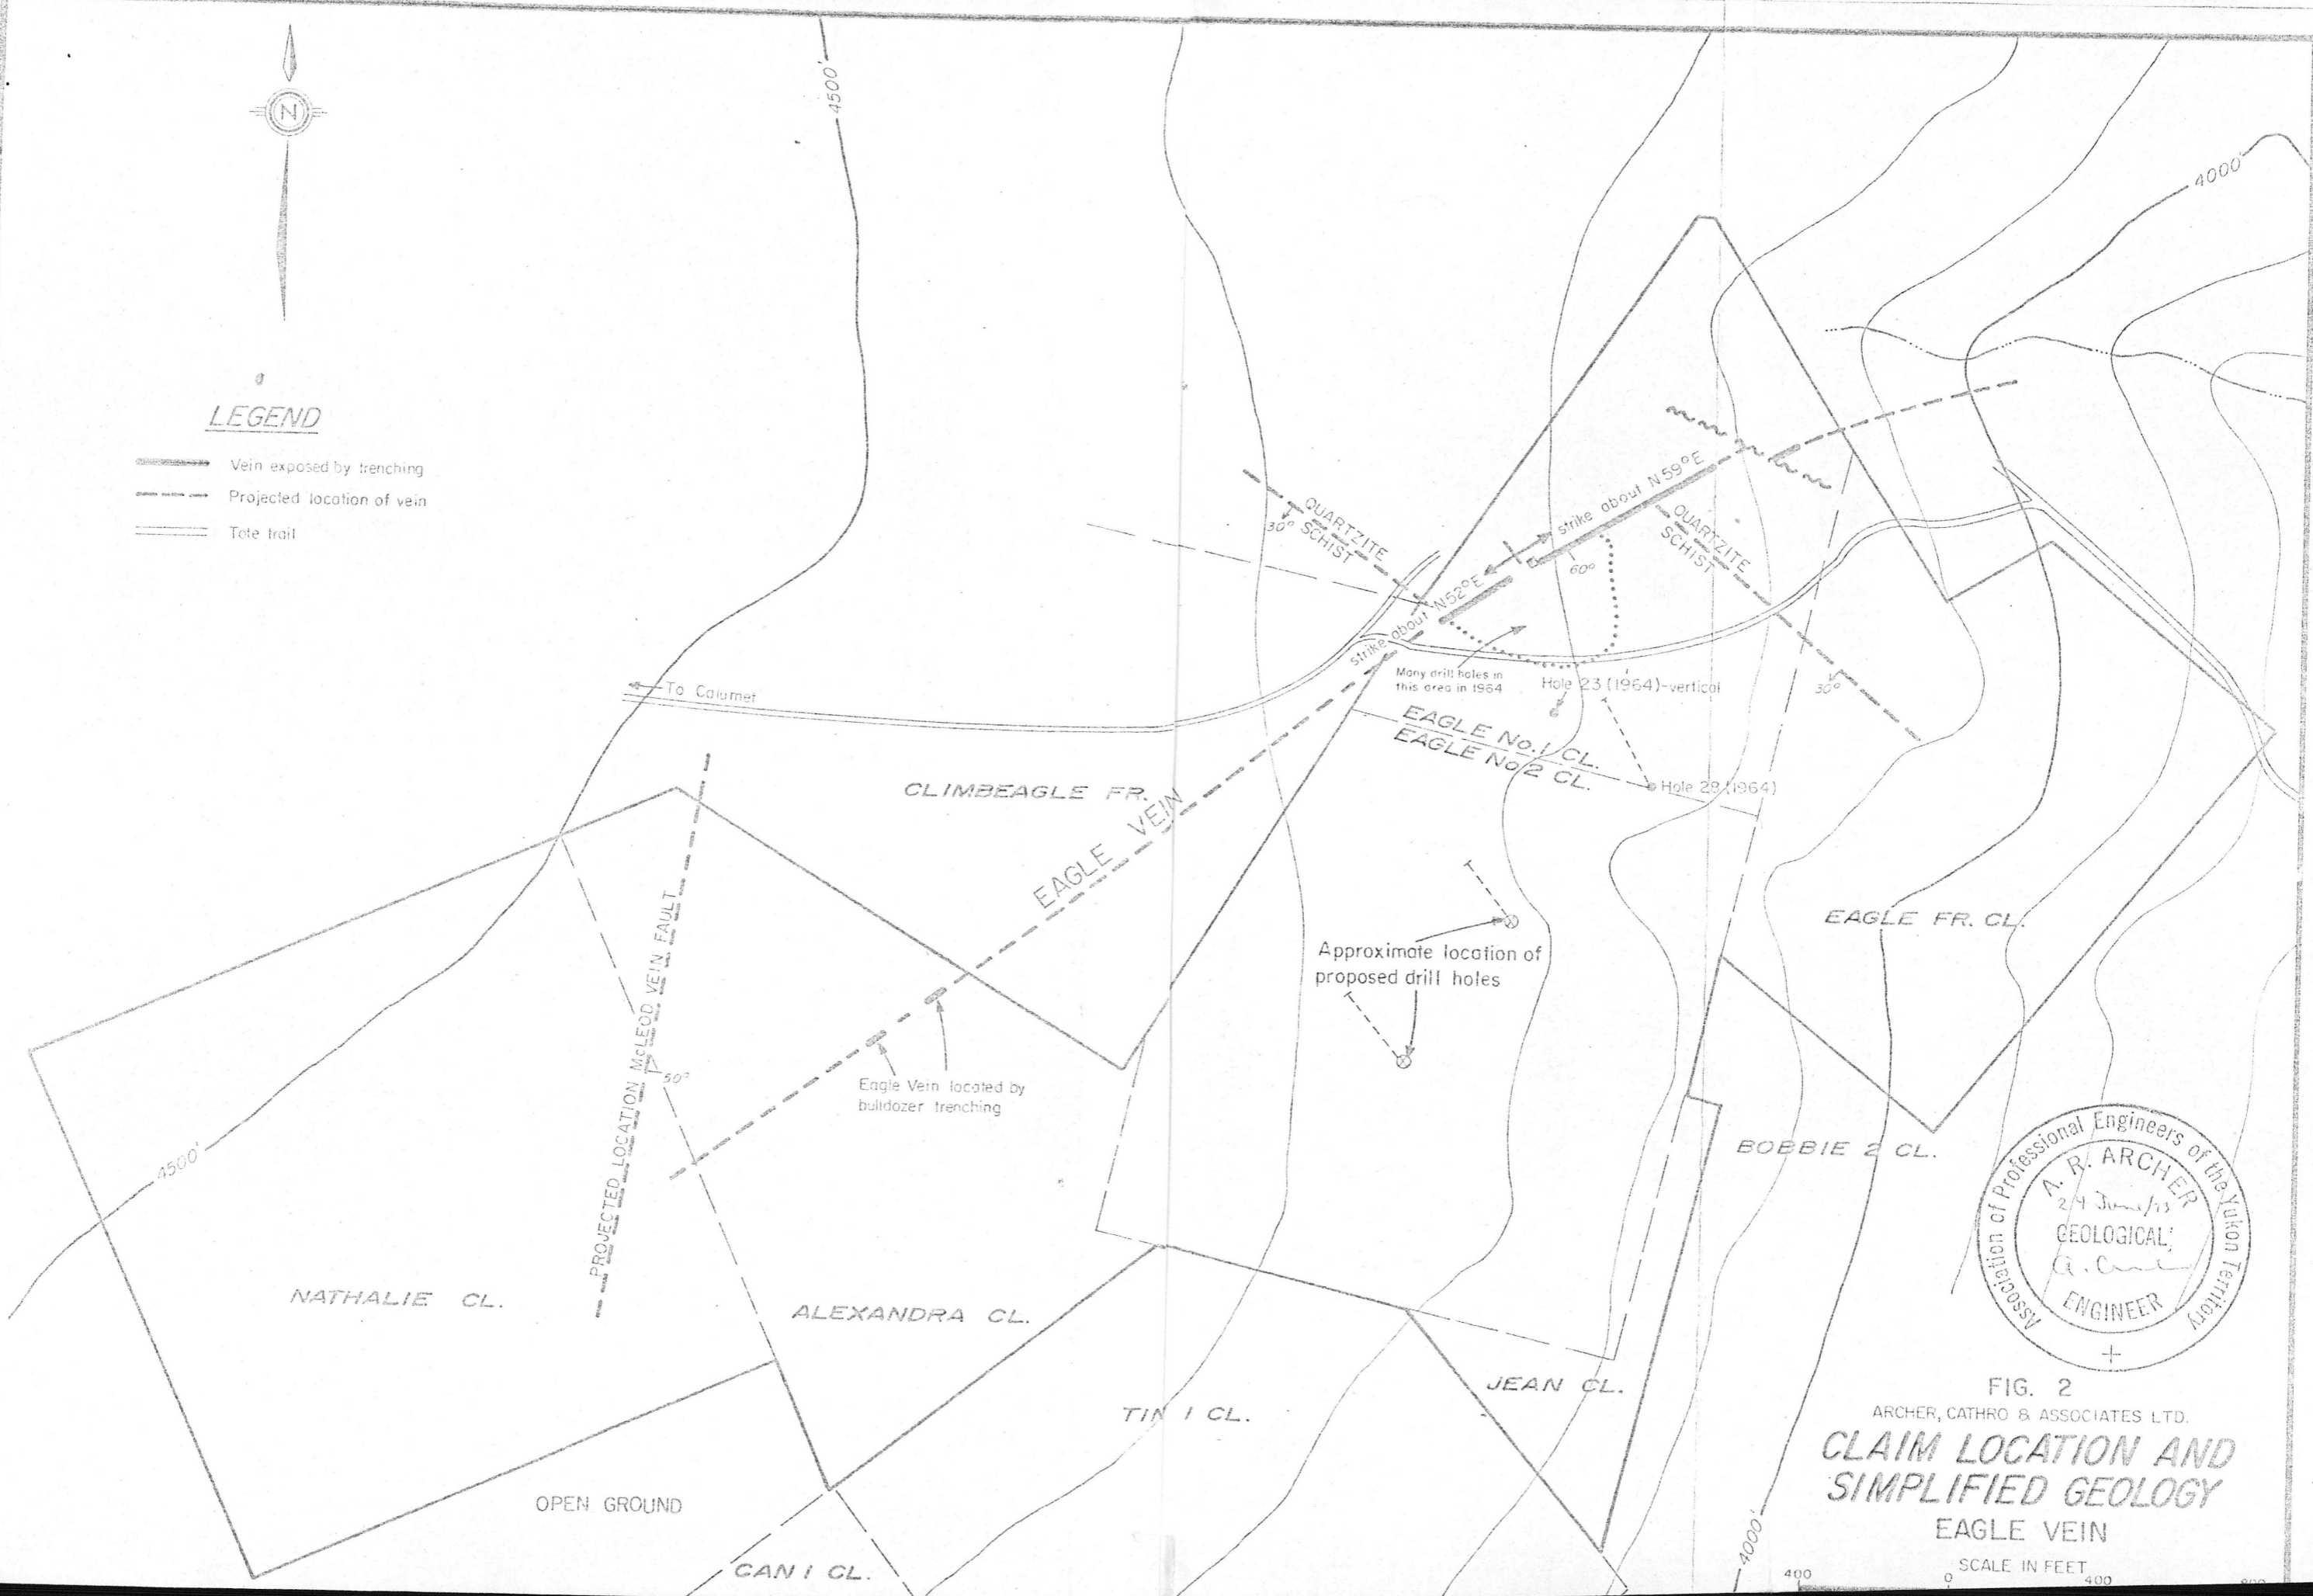 N
4500'
4000'
LEGEND
Vein exposed by trenching
Projected location of vein
Tote trail
QUARTZITE
SCHIST
30°
strike about N59°E
strike about N52°E
60°
QUARTZITE
SCHIST
30°
To Calumet
Many drill holes in
this area in 1964
Hole 23 (1964)-vertical
EAGLE No. 1 CL.
EAGLE No 2 CL.
Hole 28 (1964)
CLIMBEAGLE FR.
EAGLE VEIN
PROJECTED LOCATION McLEOD VEIN FAULT
50°
EAGLE FR. CL.
Approximate location of
proposed drill holes
Eagle Vein located by
bulldozer trenching
4500'
BOBBIE 2 CL.
NATHALIE CL.
ALEXANDRA CL.
JEAN CL.
TIN 1 CL.
OPEN GROUND
CAN 1 CL.
4000'
Association of Professional Engineers of the Yukon Territory
A. R. ARCHER
24 June/73
GEOLOGICAL
ENGINEER
FIG. 2
ARCHER, CATHRO & ASSOCIATES LTD.
CLAIM LOCATION AND
SIMPLIFIED GEOLOGY
EAGLE VEIN
SCALE IN FEET
400 0 400 800